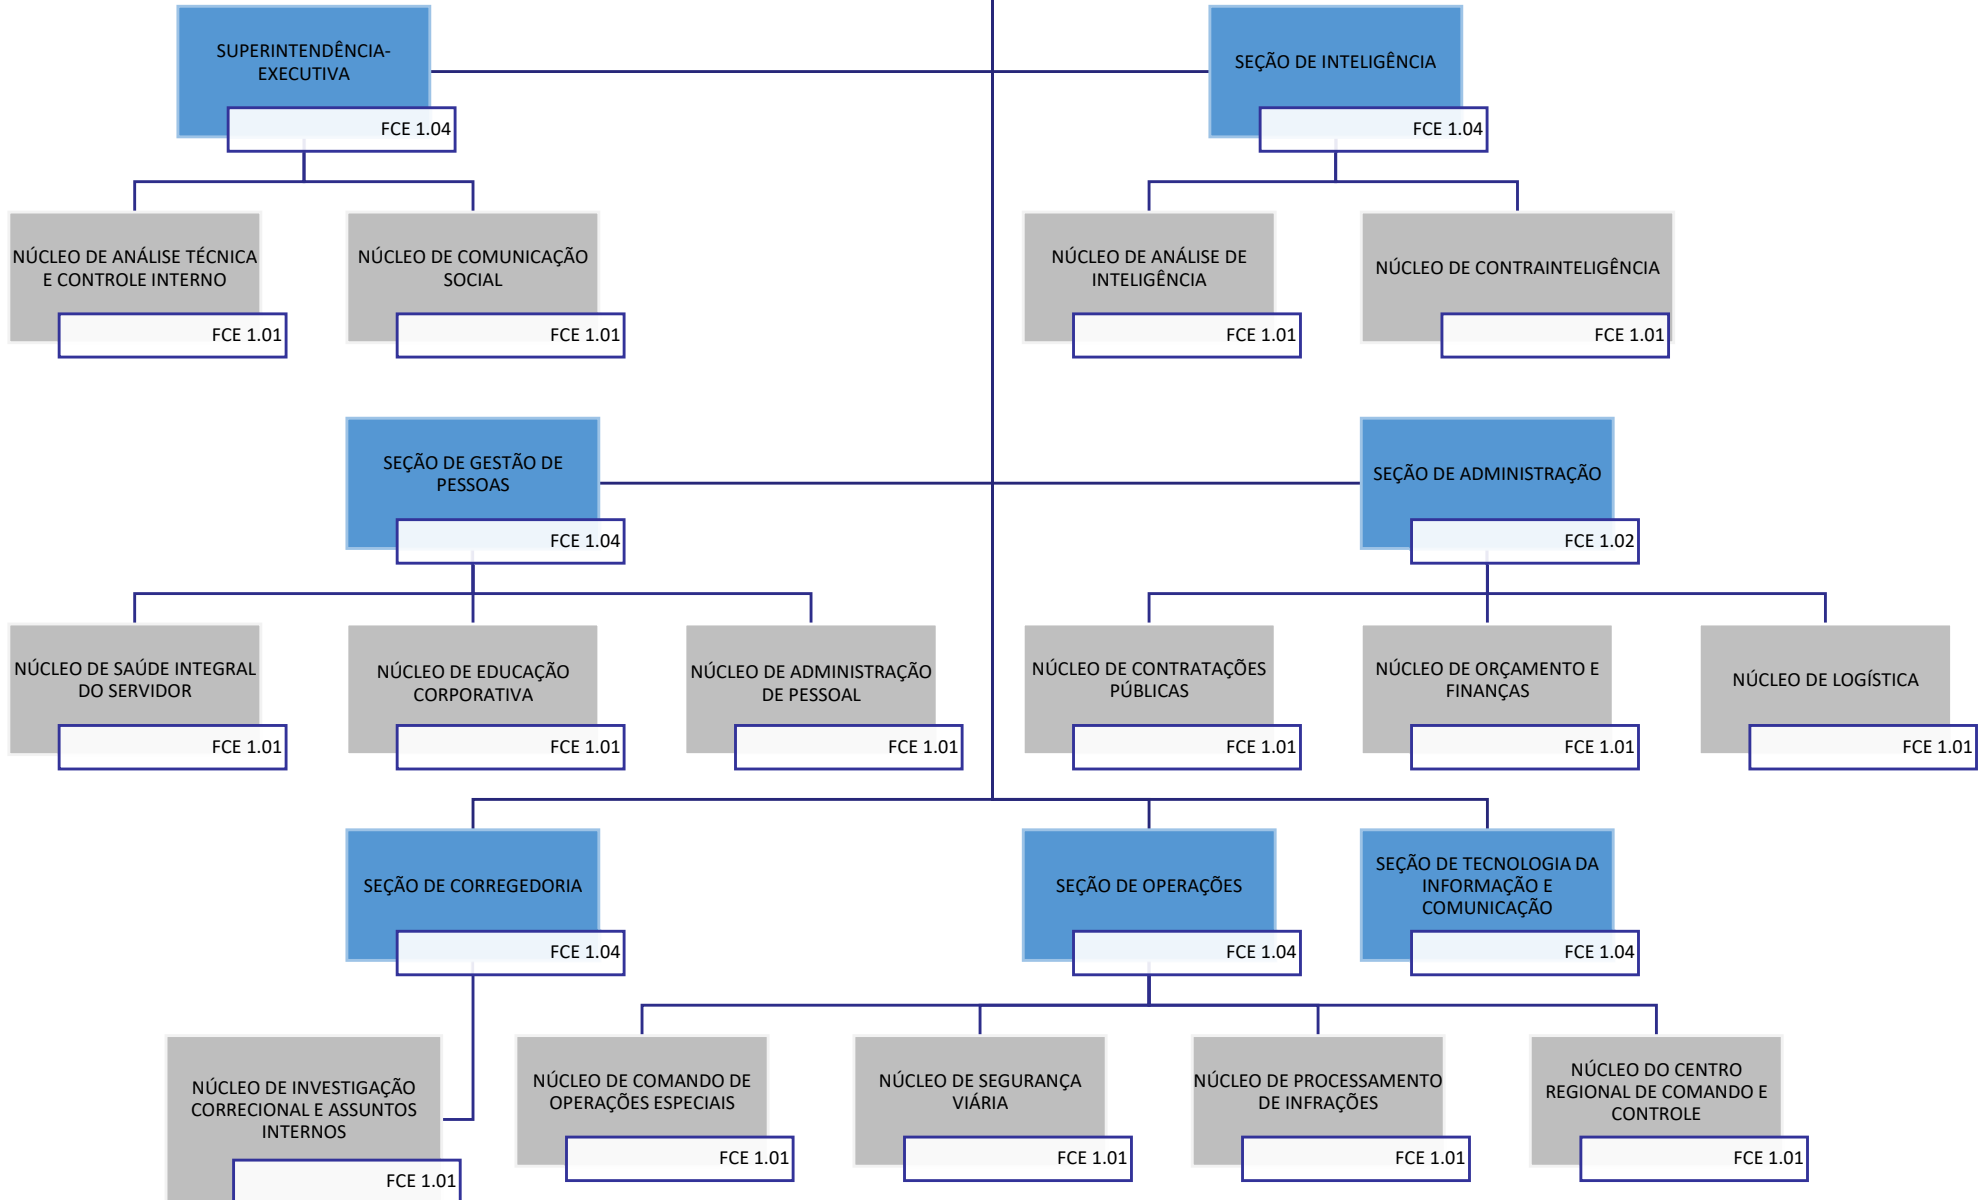 SUPERINTENDÊNCIA-
EXECUTIVA
FCE 1.04
SEÇÃO DE INTELIGÊNCIA
FCE 1.04
NÚCLEO DE ANÁLISE TÉCNICA
E CONTROLE INTERNO
FCE 1.01
NÚCLEO DE COMUNICAÇÃO
SOCIAL
FCE 1.01
NÚCLEO DE ANÁLISE DE
INTELIGÊNCIA
FCE 1.01
NÚCLEO DE CONTRAINTELIGÊNCIA
FCE 1.01
SEÇÃO DE GESTÃO DE
PESSOAS
FCE 1.04
SEÇÃO DE ADMINISTRAÇÃO
FCE 1.02
NÚCLEO DE SAÚDE INTEGRAL
DO SERVIDOR
FCE 1.01
NÚCLEO DE EDUCAÇÃO
CORPORATIVA
FCE 1.01
NÚCLEO DE ADMINISTRAÇÃO
DE PESSOAL
FCE 1.01
NÚCLEO DE CONTRATAÇÕES
PÚBLICAS
FCE 1.01
NÚCLEO DE ORÇAMENTO E
FINANÇAS
FCE 1.01
NÚCLEO DE LOGÍSTICA
FCE 1.01
SEÇÃO DE CORREGEDORIA
FCE 1.04
SEÇÃO DE OPERAÇÕES
FCE 1.04
SEÇÃO DE TECNOLOGIA DA
INFORMAÇÃO E
COMUNICAÇÃO
FCE 1.04
NÚCLEO DE INVESTIGAÇÃO
CORRECIONAL E ASSUNTOS
INTERNOS
FCE 1.01
NÚCLEO DE COMANDO DE
OPERAÇÕES ESPECIAIS
FCE 1.01
NÚCLEO DE SEGURANÇA
VIÁRIA
FCE 1.01
NÚCLEO DE PROCESSAMENTO
DE INFRAÇÕES
FCE 1.01
NÚCLEO DO CENTRO
REGIONAL DE COMANDO E
CONTROLE
FCE 1.01